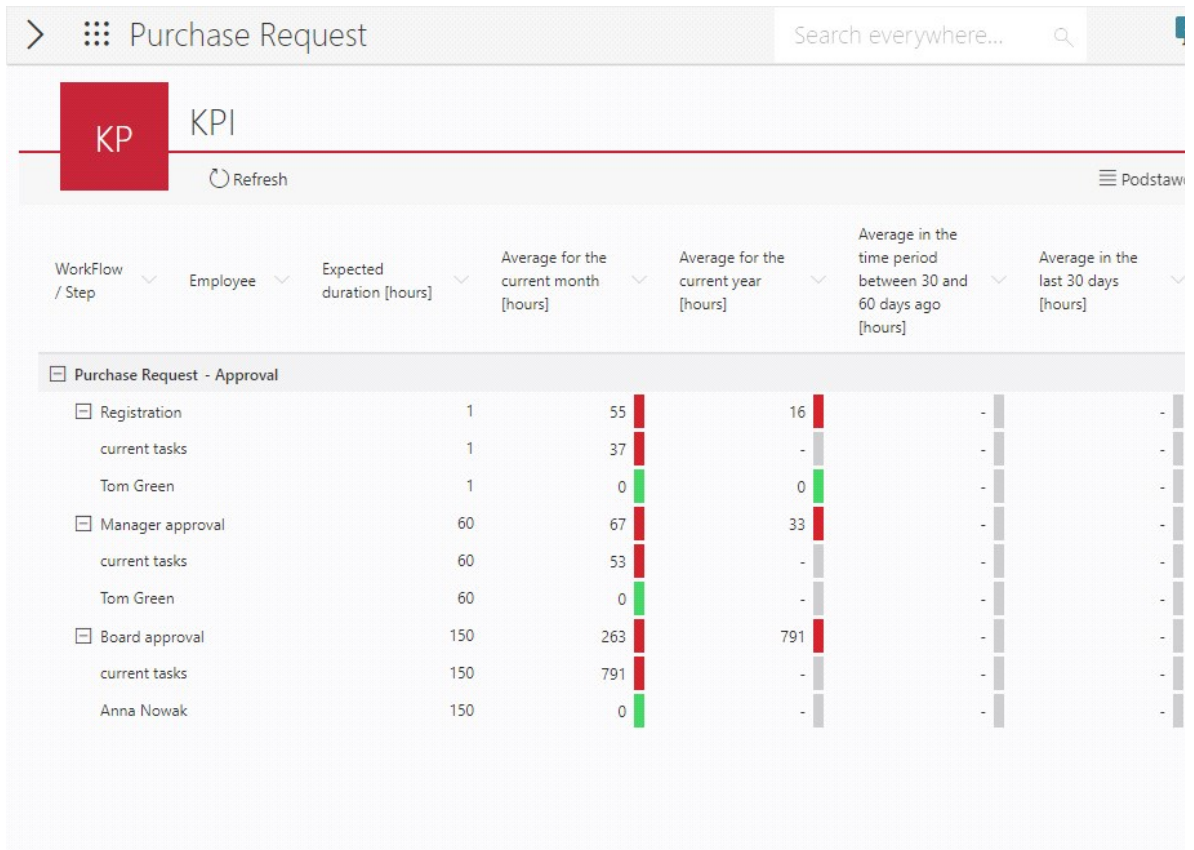 Purchase Request
Search everywhere...
KP
KPI
Refresh
WorkFlow
/ Step
Employee
Expected
duration [hours]
Average for the
current month
[hours]
Average for the
current year
[hours]
Average in the
time period
between 30 and
60 days ago
[hours]
Average in the
last 30 days
[hours]
Purchase Request - Approval
Registration 1 55 16 - -
current tasks 1 37 - - -
Tom Green 1 0 0 - -
Manager approval 60 67 33 - -
current tasks 60 53 - - -
Tom Green 60 0 - - -
Board approval 150 263 791 - -
current tasks 150 791 - - -
Anna Nowak 150 0 - - -